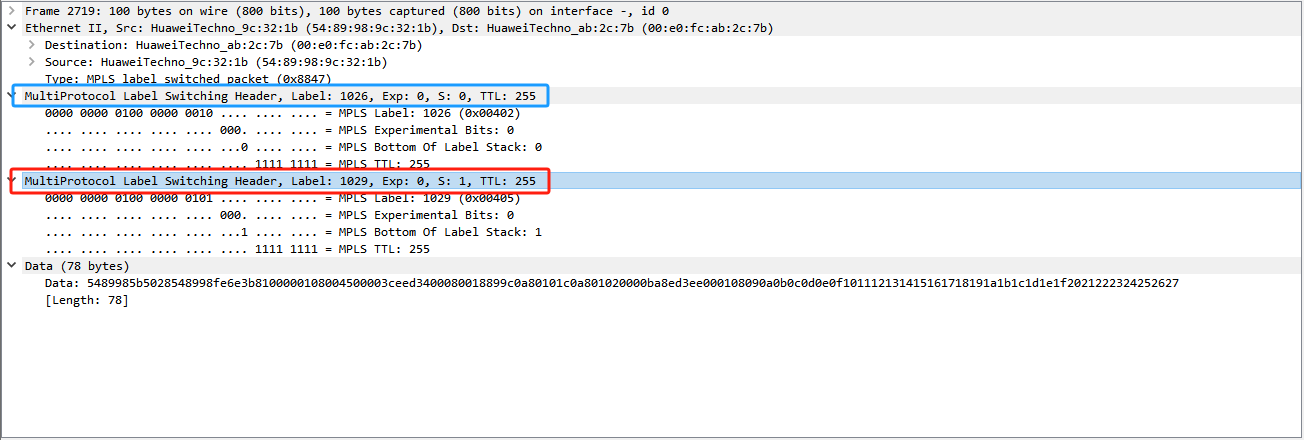 Frame 2719: 100 bytes on wire (800 bits), 100 bytes captured (800 bits) on interface -, id 0
Ethernet II, Src: HuaweiTechno_9c:32:1b (54:89:98:9c:32:1b), Dst: HuaweiTechno_ab:2c:7b (00:e0:fc:ab:2c:7b)
Destination: HuaweiTechno_ab:2c:7b (00:e0:fc:ab:2c:7b)
Source: HuaweiTechno_9c:32:1b (54:89:98:9c:32:1b)
Type: MPLS label switched packet (0x8847)
MultiProtocol Label Switching Header, Label: 1026, Exp: 0, S: 0, TTL: 255
0000 0000 0100 0000 0010 .... .... .... = MPLS Label: 1026 (0x00402)
.... .... .... .... .... 000. .... .... = MPLS Experimental Bits: 0
.... .... .... .... .... ...0 .... .... = MPLS Bottom Of Label Stack: 0
.... .... .... .... .... .... 1111 1111 = MPLS TTL: 255
MultiProtocol Label Switching Header, Label: 1029, Exp: 0, S: 1, TTL: 255
0000 0000 0100 0000 0101 .... .... .... = MPLS Label: 1029 (0x00405)
.... .... .... .... .... 000. .... .... = MPLS Experimental Bits: 0
.... .... .... .... .... ...1 .... .... = MPLS Bottom Of Label Stack: 1
.... .... .... .... .... .... 1111 1111 = MPLS TTL: 255
Data (78 bytes)
Data: 5489985b5028548998fe6e3b8100000108004500003ceed3400080018899c0a80101c0a801020000ba8ed3ee000108090a0b0c0d0e0f101112131415161718191a1b1c1d1e1f2021222324252627
[Length: 78]